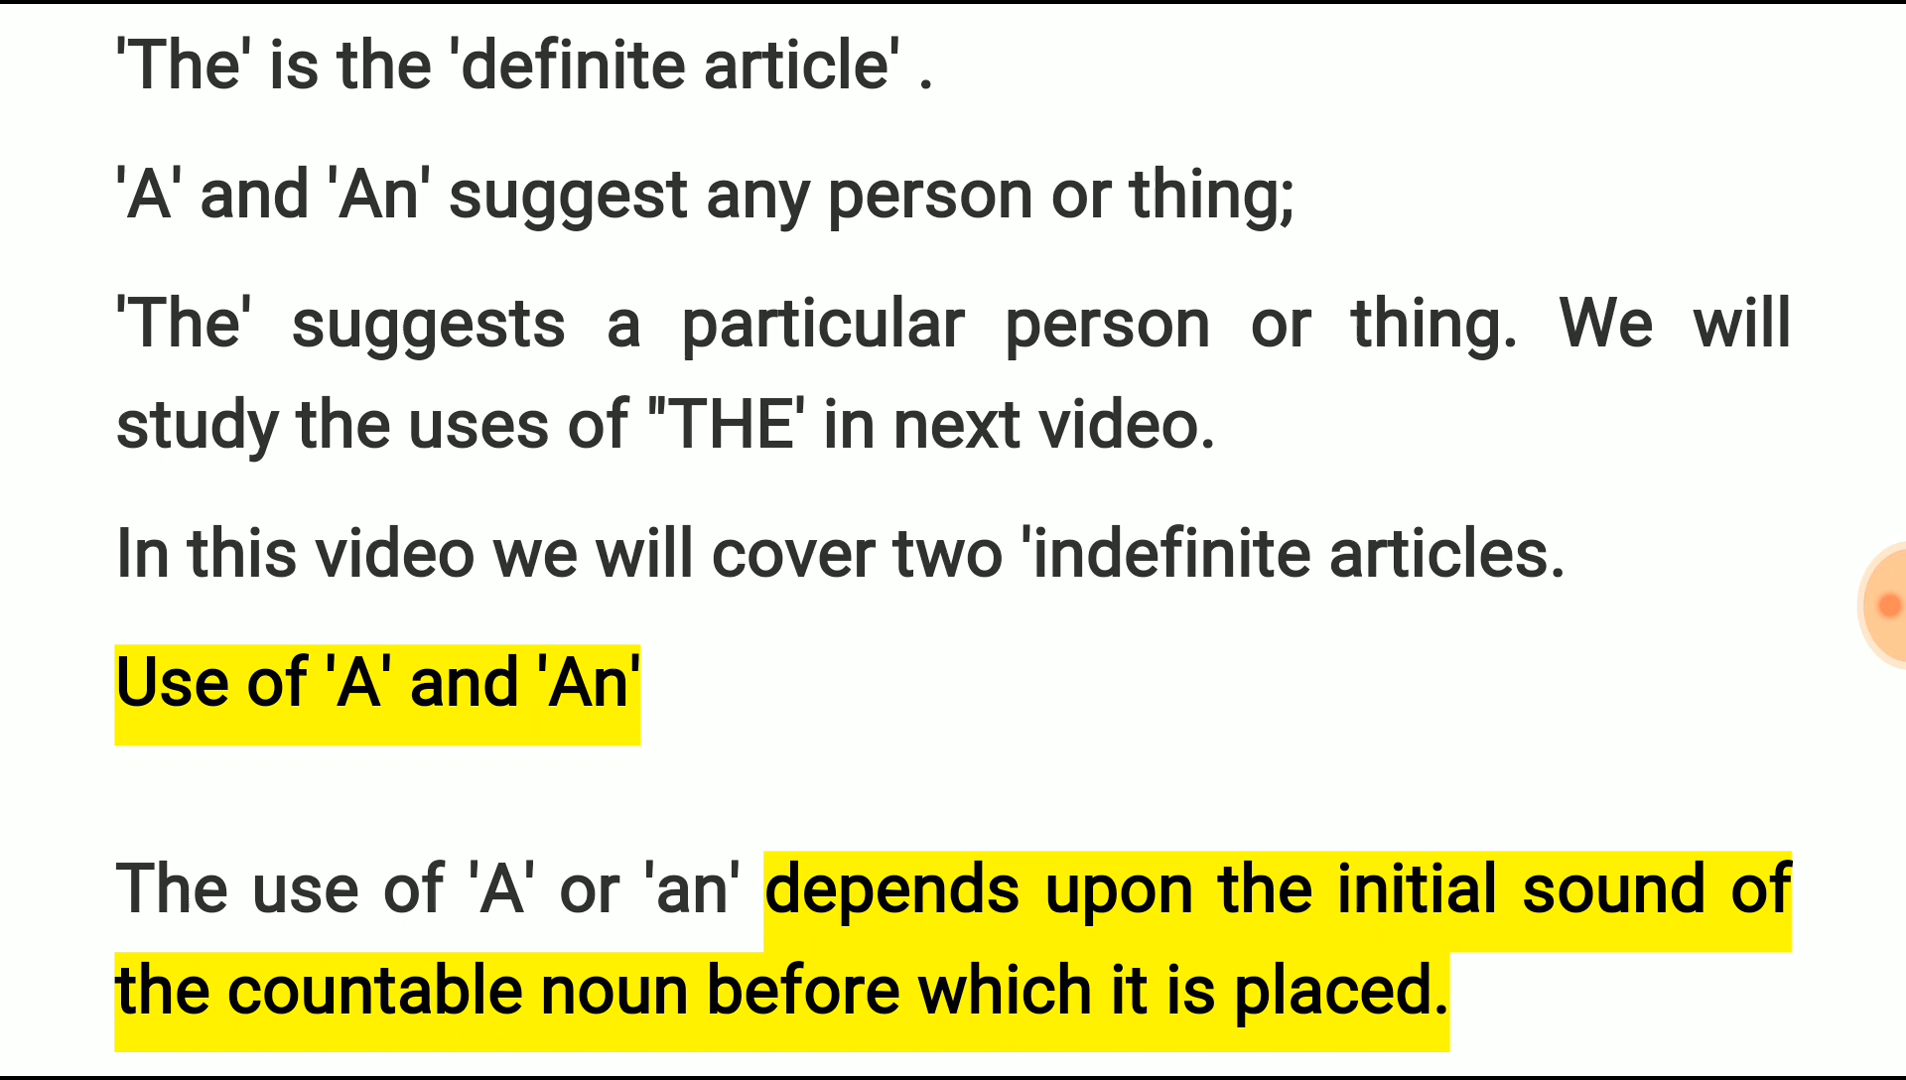 'The' is the 'definite article' .
'A' and 'An' suggest any person or thing;
'The' suggests a particular person or thing. We will
study the uses of "THE' in next video.
In this video we will cover two 'indefinite articles.
Use of 'A' and 'An'
The use of 'A' or 'an' depends upon the initial sound of
the countable noun before which it is placed.